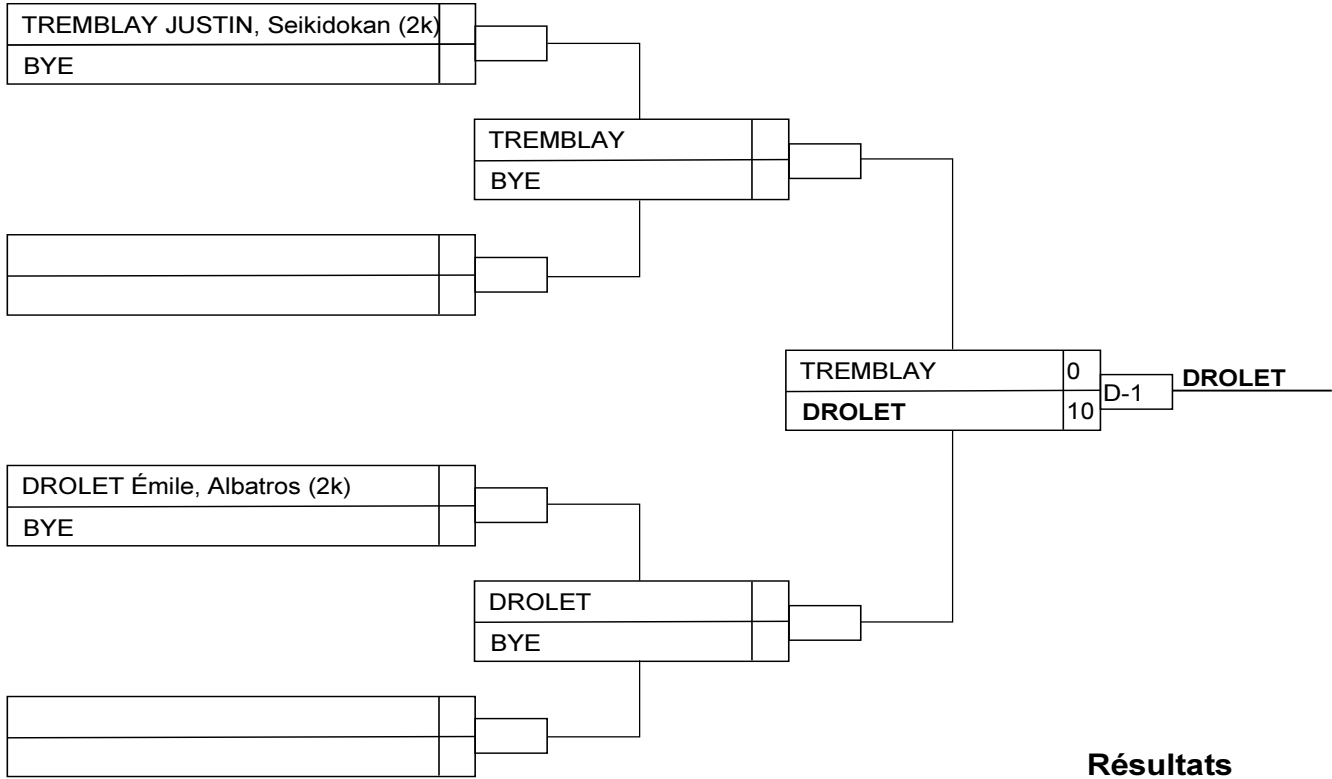 TREMBLAY JUSTIN, Seikidokan (2k)
BYE
TREMBLAY
BYE
TREMBLAY 0
DROLET 10
D-1
DROLET
DROLET Émile, Albatros (2k)
BYE
DROLET
BYE
Résultats